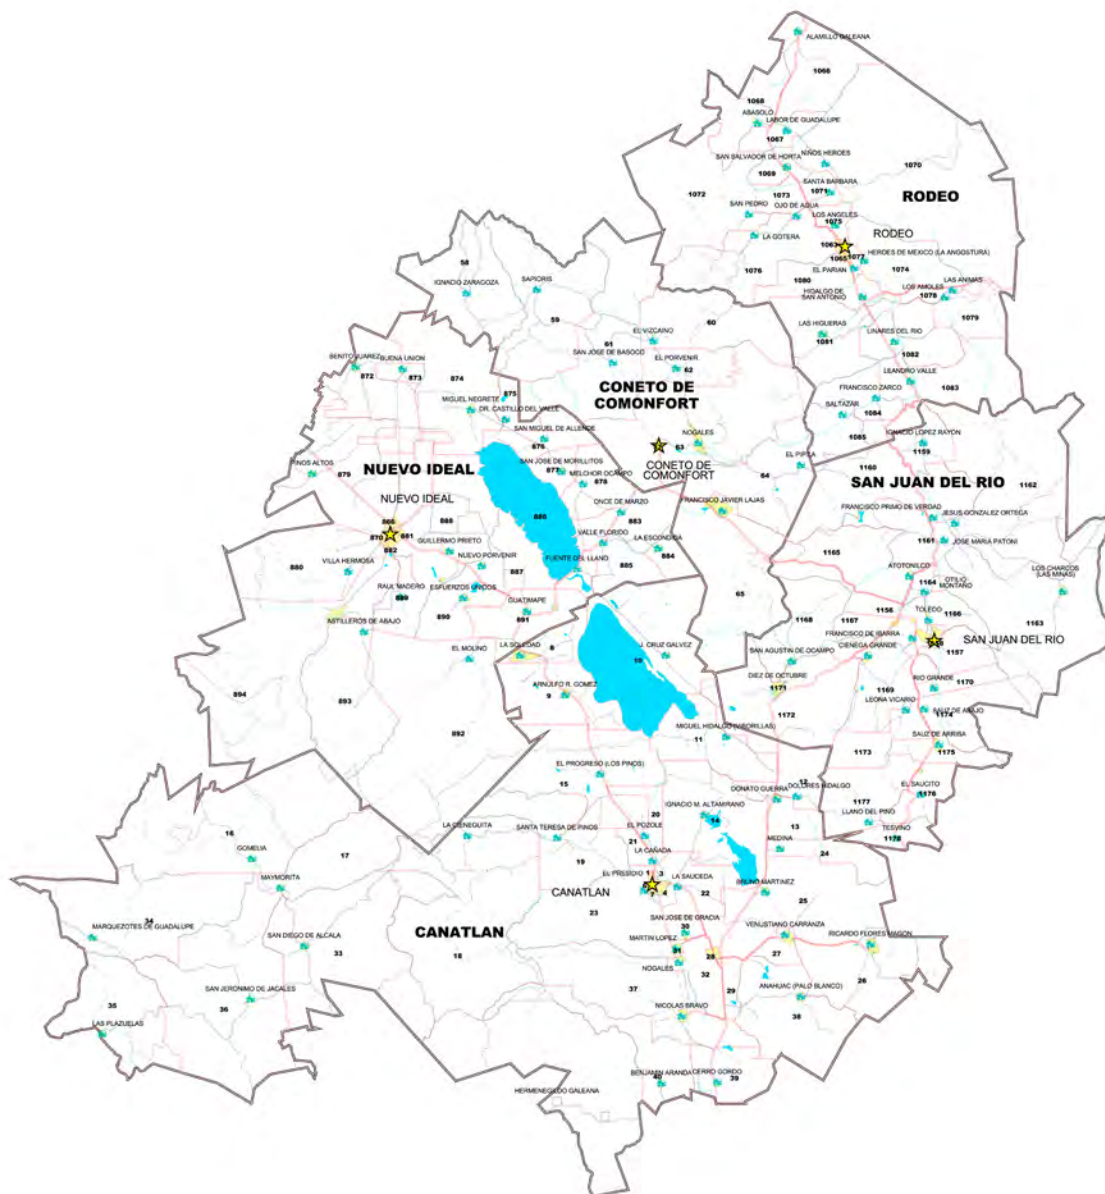 ALAMILLO GALEANA
1066
1068
ABASOLO
LABOR DE GUADALUPE
1067
SAN SALVADOR DE HORTA
NIÑOS HEROES
1069
1070
SANTA BARBARA
1072
1073
1071
RODEO
SAN PEDRO
OJO DE AGUA
LOS ANGELES
1075
LA GOTERA
RODEO
1063
1065
1077
HEROES DE MEXICO (LA ANGOSTURA)
58
1076
EL PARIAN
1074
IGNACIO ZARAGOZA
SAPIORIS
1080
HIDALGO DE
SAN ANTONIO
LOS AMOLES
LAS ANIMAS
1078
59
60
1079
LAS HIGUERAS
1081
LINARES DEL RIO
EL VIZCAINO
61
SAN JOSE DE BASOCO
EL PORVENIR
62
1082
BENITO JUAREZ
872
BUENA UNION
873
874
LEANDRO VALLE
1083
CONETO DE
COMONFORT
875
MIGUEL NEGRETE
DR. CASTILLO DEL VALLE
FRANCISCO ZARCO
BALTAZAR
1084
SAN MIGUEL DE ALLENDE
876
NOGALES
63
1085
IGNACIO LOPEZ RAYON
1159
NUEVO IDEAL
PINOS ALTOS
879
SAN JOSE DE MORILLITOS
877
MELCHOR OCAMPO
878
CONETO DE
COMONFORT
EL PIPILA
64
1160
SAN JUAN DEL RIO
1162
NUEVO IDEAL
ONCE DE MARZO
FRANCISCO JAVIER LAJAS
FRANCISCO PRIMO DE VERDAD
JESUS GONZALEZ ORTEGA
866
870
881
882
888
886
883
VALLE FLORIDO
LA ESCONDIDA
884
1161
JOSE MARIA PATONI
GUILLERMO PRIETO
1165
880
VILLA HERMOSA
NUEVO PORVENIR
887
FUENTE DEL LLANO
885
ATOTONILCO
LOS CHARCOS
(LAS MINAS)
RAUL MADERO
889
ESFUERZOS UNIDOS
65
1164
OTILIO
MONTAÑO
890
GUATIMAPE
891
1156
TOLEDO
1166
ASTILLEROS DE ABAJO
1168
1167
1163
FRANCISCO DE IBARRA
SAN JUAN DEL RIO
EL MOLINO
LA SOLEDAD
8
10
J. CRUZ GALVEZ
SAN AGUSTIN DE OCAMPO
CIENEGA GRANDE
1157
894
893
ARNULFO R. GOMEZ
9
DIEZ DE OCTUBRE
1171
1169
RIO GRANDE
1170
LEONA VICARIO
SAUZ DE ABAJO
1174
892
11
1172
MIGUEL HIDALGO (VIBORILLAS)
1173
SAUZ DE ARRIBA
1175
EL PROGRESO (LOS PINOS)
15
DONATO GUERRA
DOLORES HIDALGO
12
EL SAUCITO
1176
1177
LLANO DEL PINO
TESVINO
1178
16
LA CIENEGUITA
SANTA TERESA DE PINOS
20
IGNACIO M. ALTAMIRANO
14
13
EL POZOLE
21
MEDINA
24
GOMELIA
17
19
LA CAÑADA
MAYMORITA
EL PRESIDIO
1
3
LA SAUCEDA
22
BRUNO MARTINEZ
CANATLAN
7
4
25
34
MARQUEZOTES DE GUADALUPE
23
SAN JOSE DE GRACIA
30
VENUSTIANO CARRANZA
RICARDO FLORES MAGON
CANATLAN
SAN DIEGO DE ALCALA
33
18
MARTIN LOPEZ
31
28
27
NOGALES
32
26
35
SAN JERONIMO DE JACALES
36
37
29
ANAHUAC (PALO BLANCO)
NICOLAS BRAVO
38
LAS PLAZUELAS
BENJAMIN ARANDA
40
CERRO GORDO
39
HERMENEGILDO GALEANA